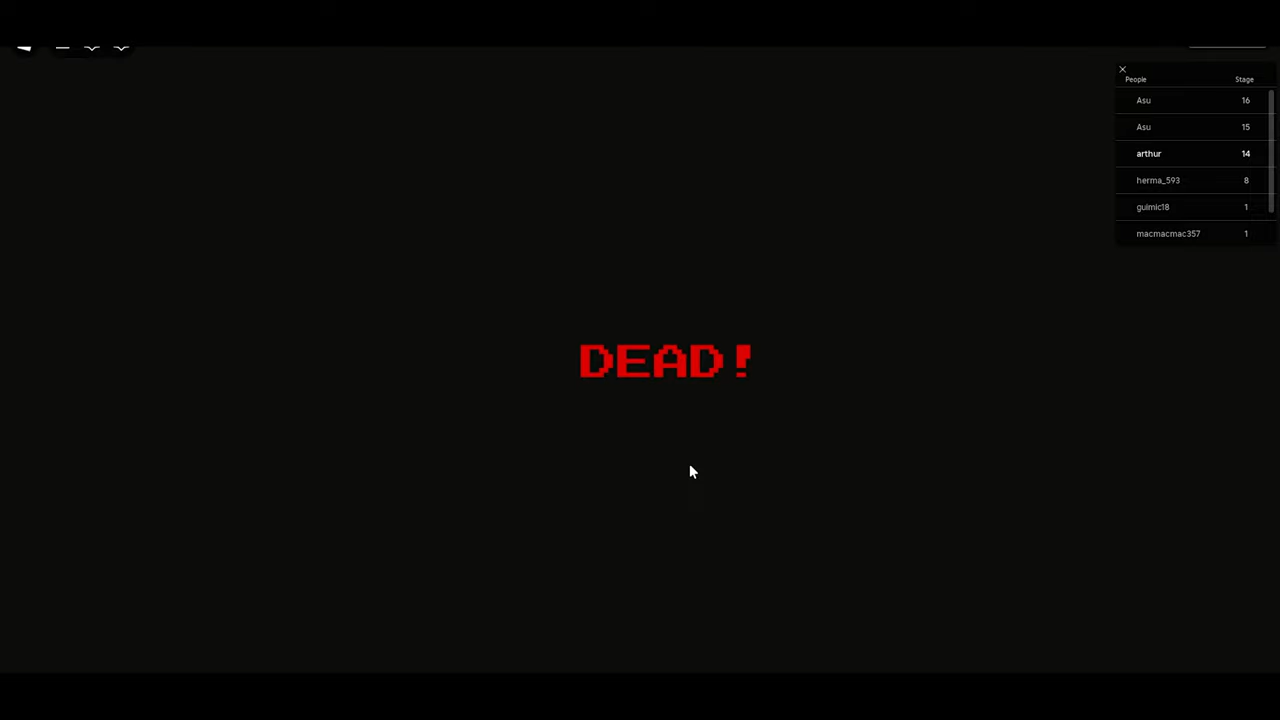 People Stage
Asu 16
Asu 15
arthur 14
herma_593 8
guimic18 1
macmacmac357 1
DEAD!